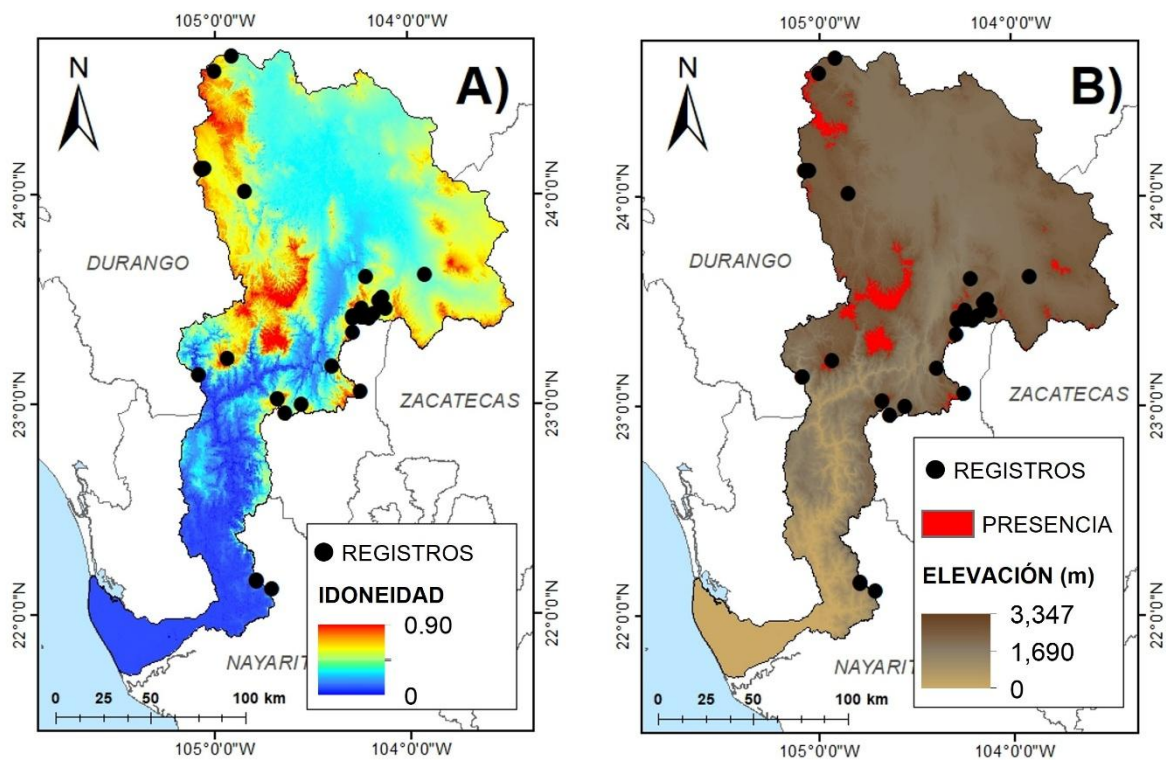 105°0'0"W 104°0'0"W
N
A)
24°0'0"N
24°0'0"N
DURANGO
23°0'0"N
23°0'0"N
ZACATECAS
22°0'0"N
22°0'0"N
NAYARIT
REGISTROS
IDONEIDAD
0.90
0
0 25 50 100 km
105°0'0"W 104°0'0"W
105°0'0"W 104°0'0"W
N
B)
24°0'0"N
24°0'0"N
DURANGO
23°0'0"N
23°0'0"N
ZACATECAS
22°0'0"N
22°0'0"N
NAYARI
REGISTROS
PRESENCIA
ELEVACIÓN (m)
3,347
1,690
0
0 25 50 100 km
105°0'0"W 104°0'0"W